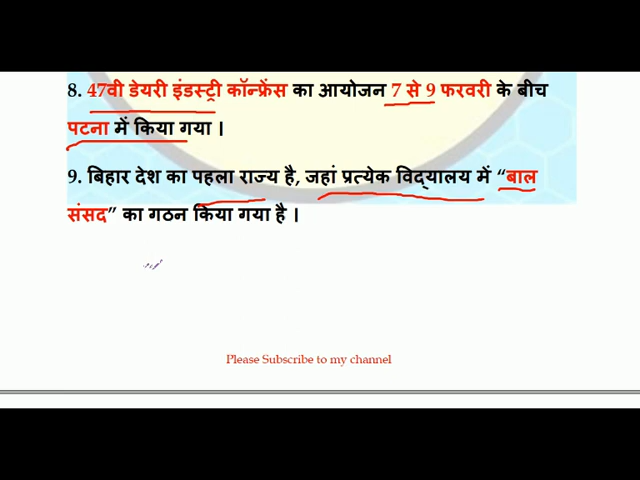 8. 47वी डेयरी इंडस्ट्री कॉन्फ्रेंस का आयोजन 7 से 9 फरवरी के बीच
पटना में किया गया ।
9. बिहार देश का पहला राज्य है, जहां प्रत्येक विद्यालय में “बाल
संसद” का गठन किया गया है ।
Please Subscribe to my channel